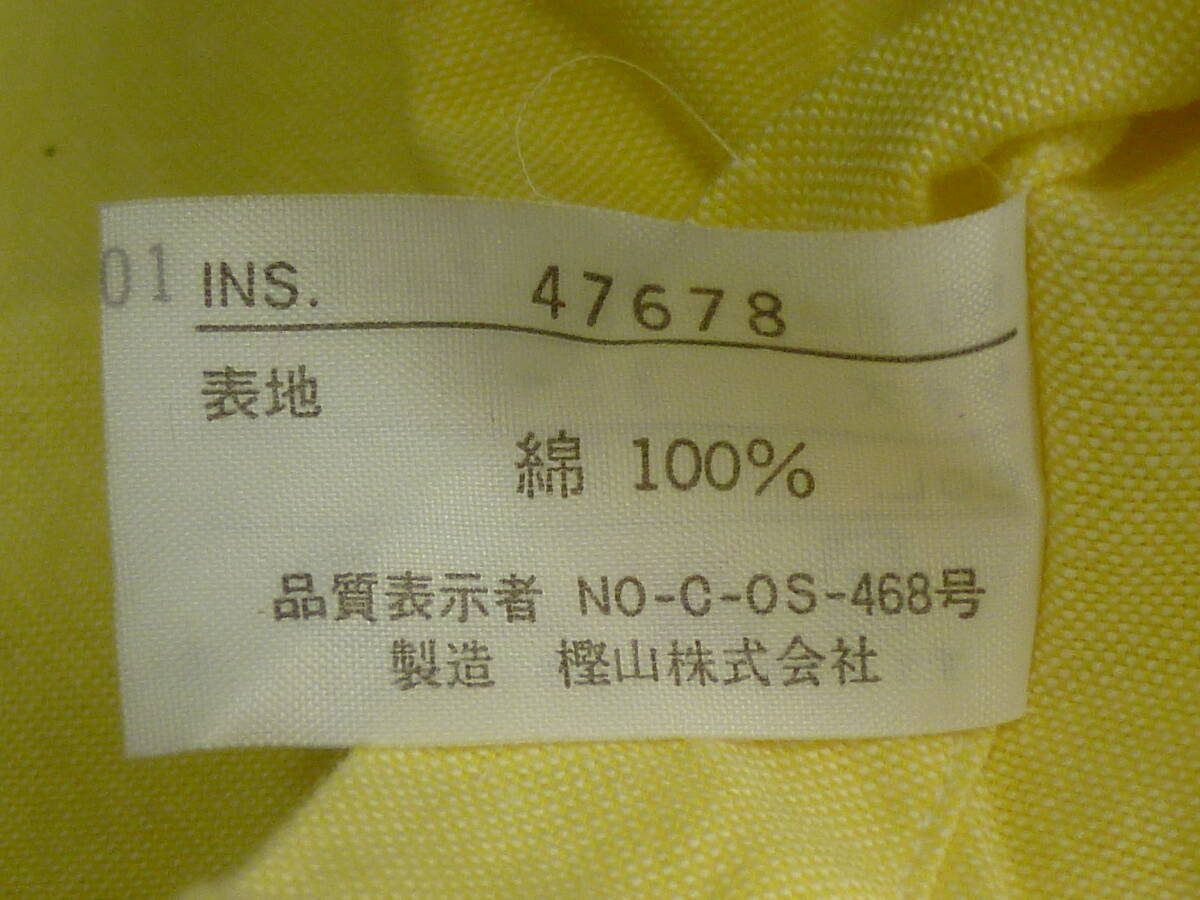 01 INS. 47678
表地
綿 100%
品質表示者 NO-C-OS-468号
製造 樫山株式会社